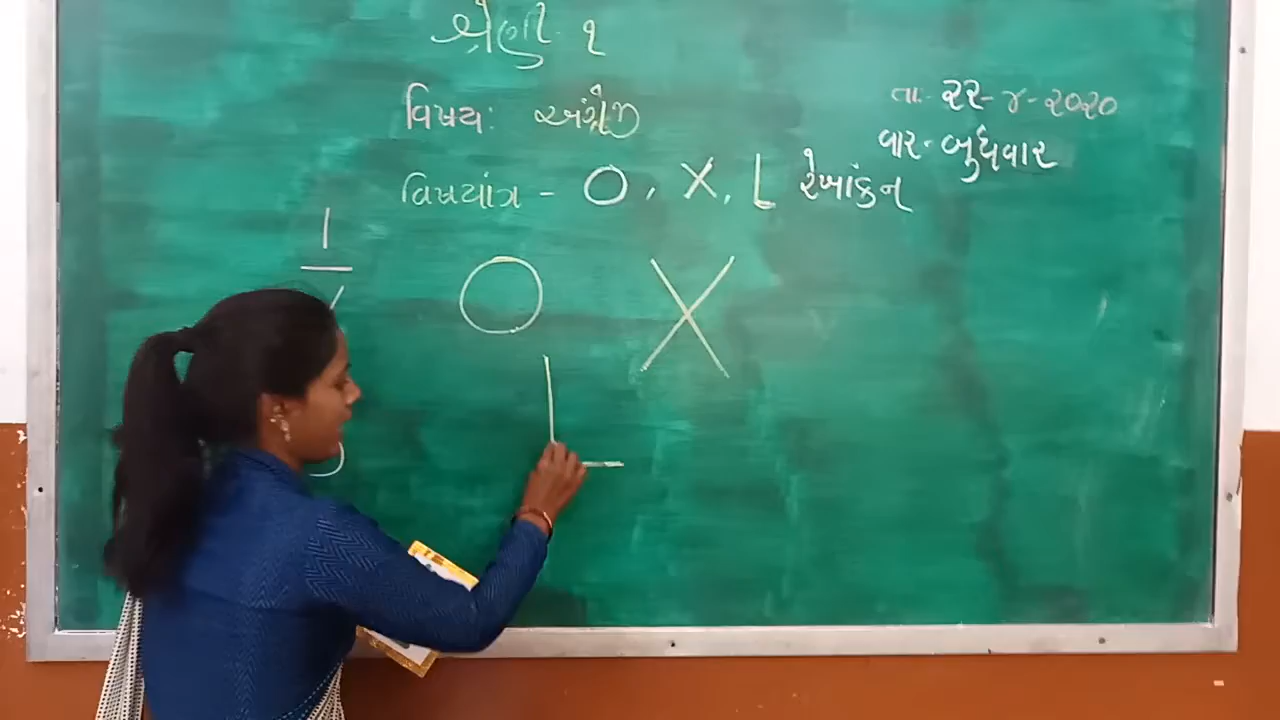 શ્રેણી - ૧
વિષય: અંગ્રેજી
તા.- ૨૨-૪-૨૦૨૦
વાર - બુધવાર
વિષયાંગ - O, X, L રેખાંકન
O X
L